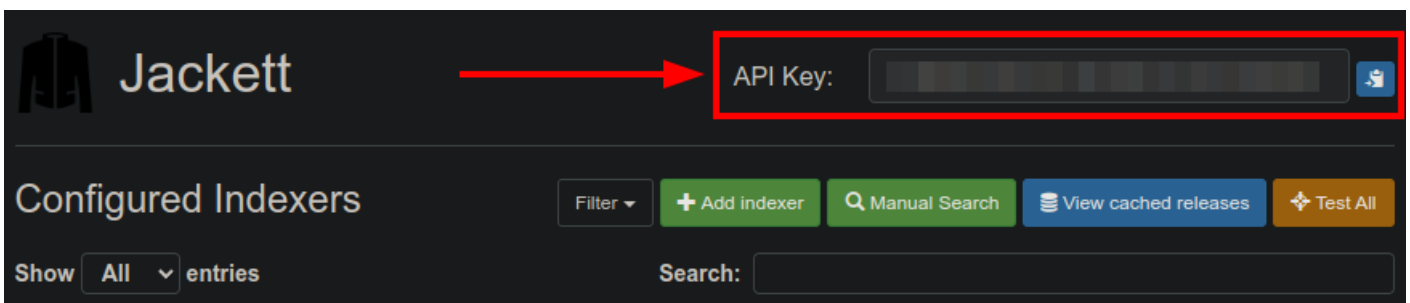 Jackett
API Key:
Configured Indexers
Filter
Add indexer
Manual Search
View cached releases
Test All
Show All entries
Search: